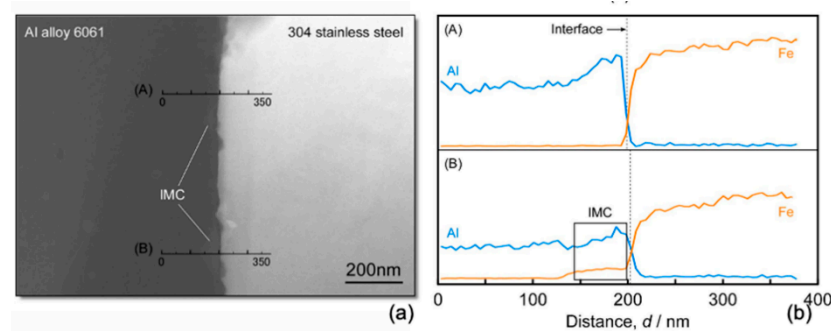 Al alloy 6061
304 stainless steel
(A)
0
350
IMC
(B)
0
350
200nm
(a)
Interface
(A)
Al
Fe
(B)
IMC
Al
Fe
0 100 200 300 400
Distance, d / nm
(b)